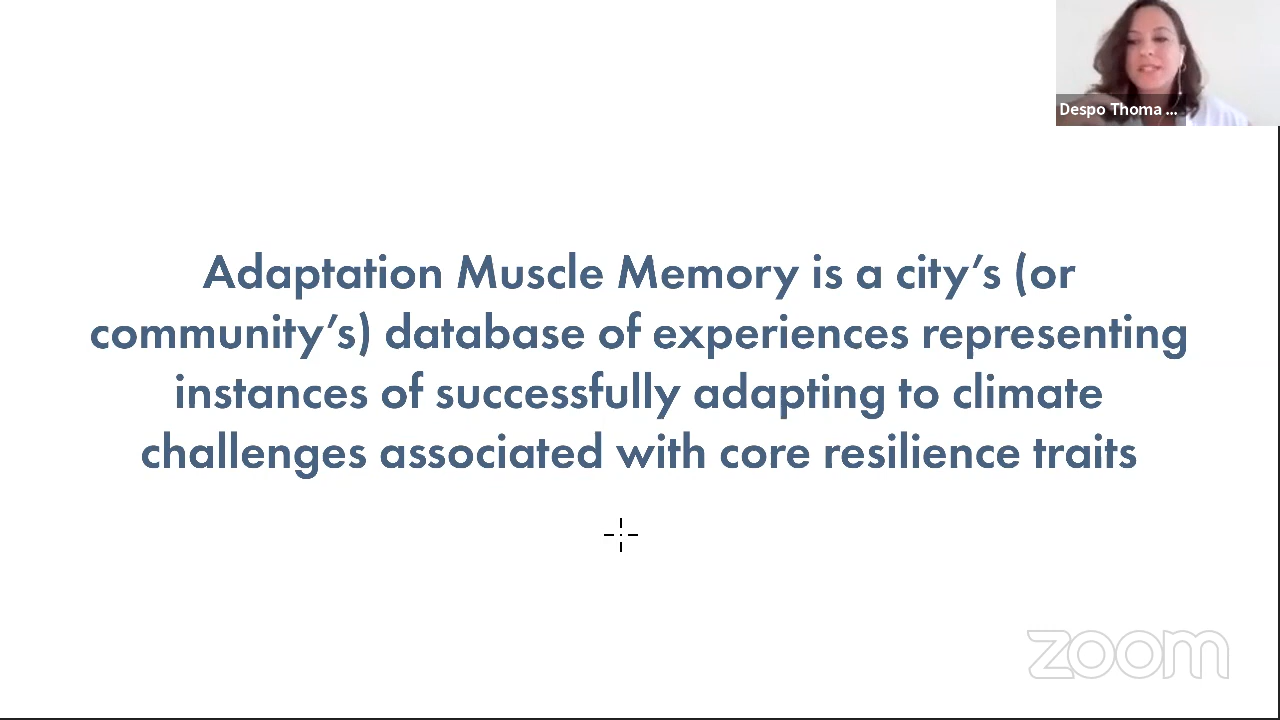 Despo Thoma ...
Adaptation Muscle Memory is a city’s (or
community’s) database of experiences representing
instances of successfully adapting to climate
challenges associated with core resilience traits
zoom